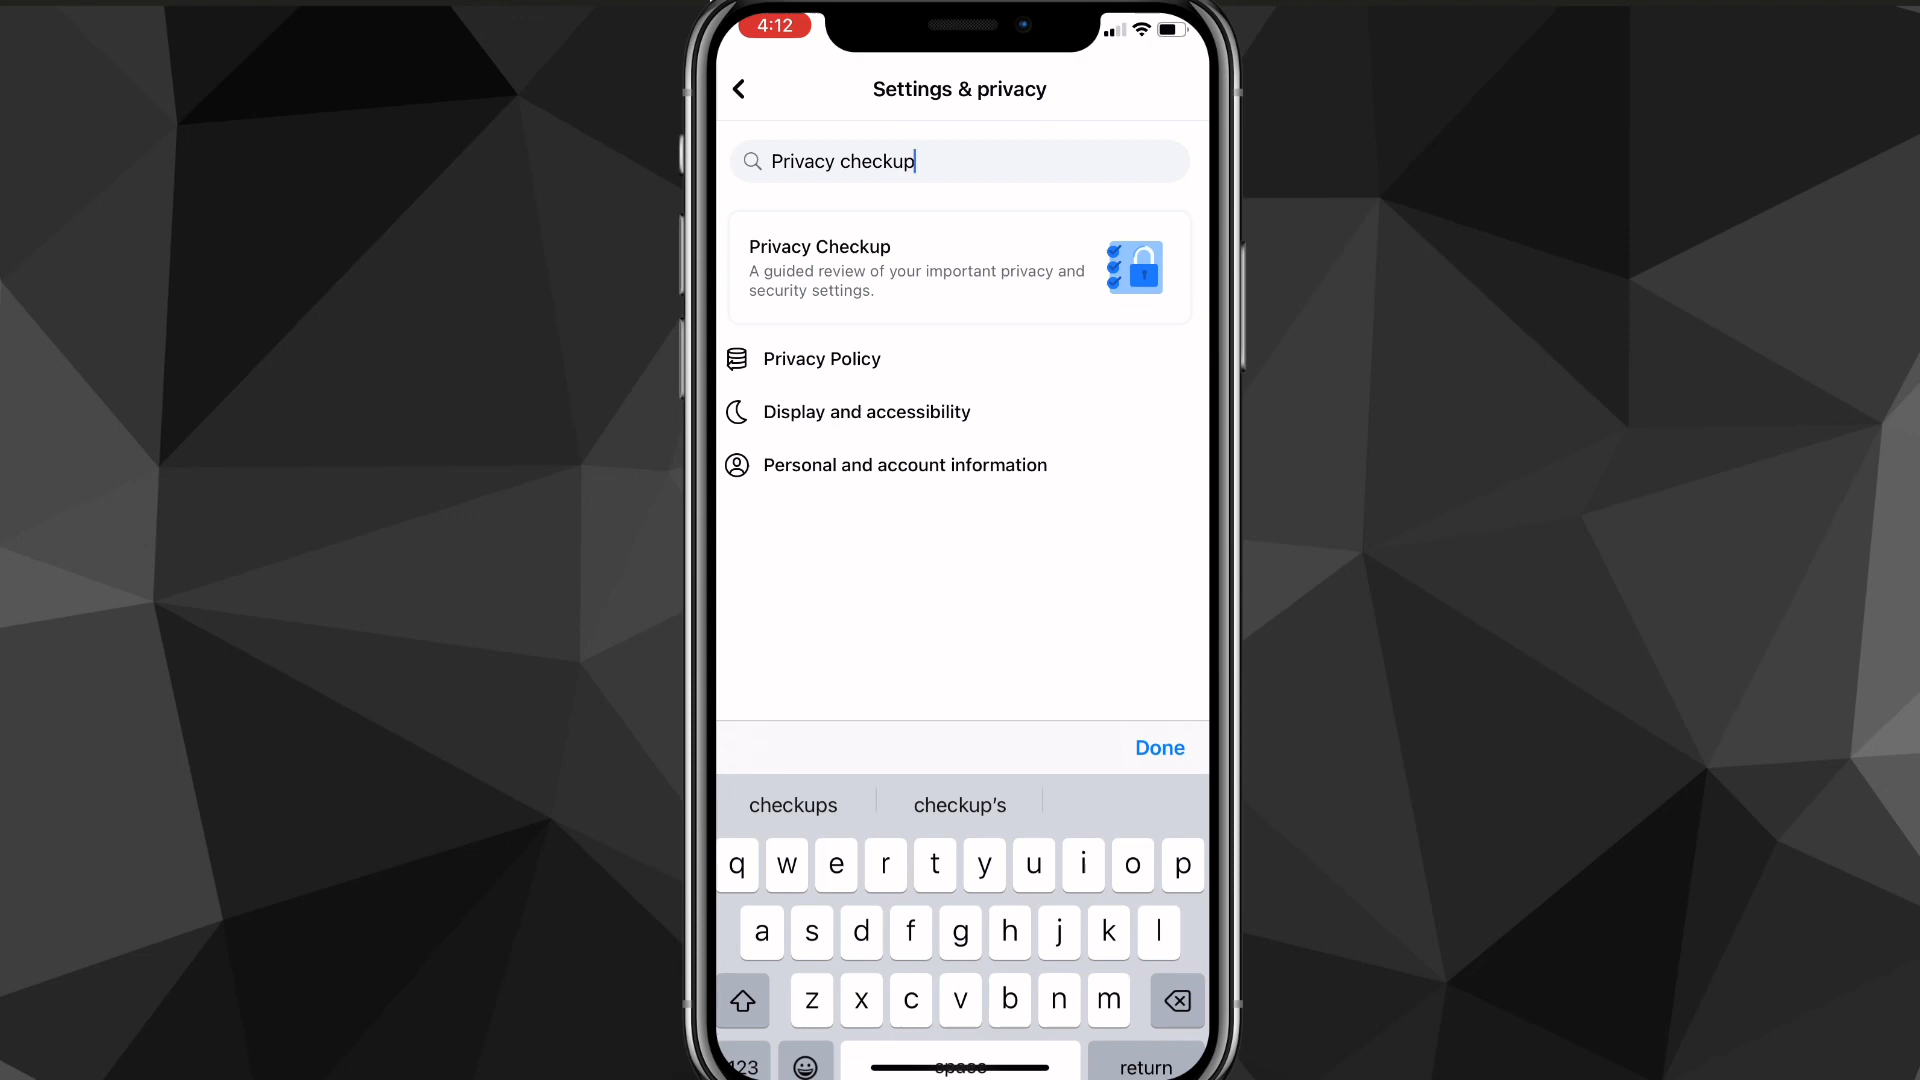 4:12
Settings & privacy
Privacy checkup
Privacy Checkup
A guided review of your important privacy and
security settings.
Privacy Policy
Display and accessibility
Personal and account information
Done
checkups checkup's
q w e r t y u i o p
a s d f g h j k l
z x c v b n m
123 space return